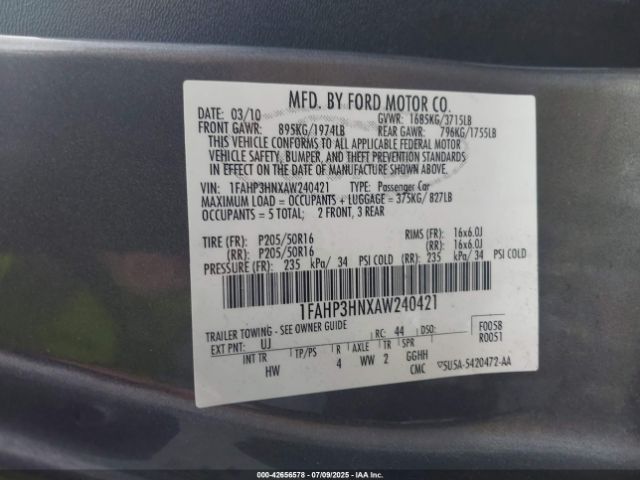 MFD. BY FORD MOTOR CO.
DATE: 03/10 GVWR: 1685KG/3715LB
FRONT GAWR: 895KG/1974LB REAR GAWR: 796KG/1755LB
THIS VEHICLE CONFORMS TO ALL APPLICABLE FEDERAL MOTOR
VEHICLE SAFETY, BUMPER, AND THEFT PREVENTION STANDARDS
IN EFFECT ON THE DATE OF MANUFACTURE SHOWN ABOVE.
VIN: 1FAHP3HNXAW240421 TYPE: Passenger Car
MAXIMUM LOAD = OCCUPANTS + LUGGAGE = 375KG/ 827LB
OCCUPANTS = 5 TOTAL; 2 FRONT, 3 REAR
TIRE (FR): P205/50R16 RIMS (FR): 16x6.0J
(RR): P205/50R16 (RR): 16x6.0J
PRESSURE (FR): 235 kPa/ 34 PSI COLD (RR): 235 kPa/ 34 PSI COLD
1FAHP3HNXAW240421
TRAILER TOWING - SEE OWNER GUIDE
EXT PNT: UJ RC: 44 DSO: F0058
R0051
INT TR TP/PS R AXLE TR SPR
HW 4 WW 2 GGHH
CMC 5U5A-5420472-AA
000-42656578 - 07/09/2025 - IAAI.COM